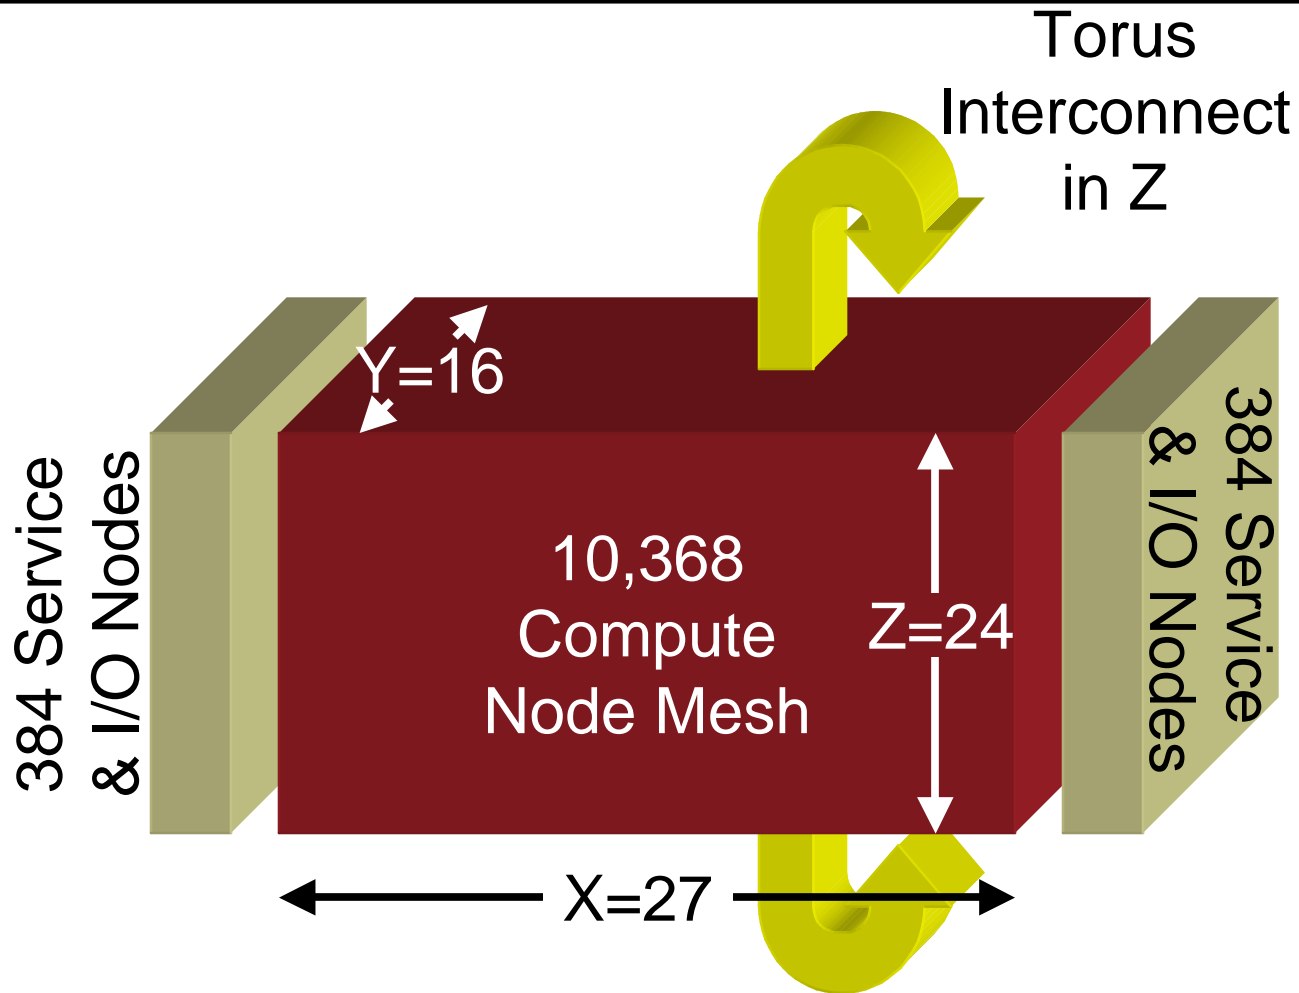 Torus
Interconnect
in Z
Y=16
384 Service
& I/O Nodes
10,368
Compute
Node Mesh
Z=24
384 Service
& I/O Nodes
X=27